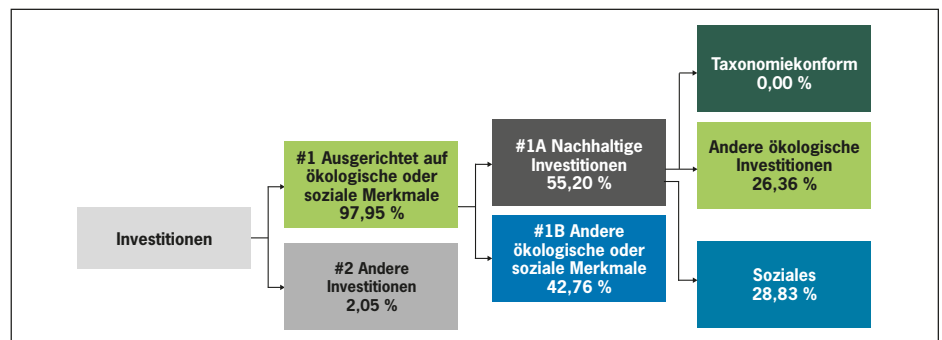 Investitionen
#1 Ausgerichtet auf
ökologische oder
soziale Merkmale
97,95 %
#2 Andere
Investitionen
2,05 %
#1A Nachhaltige
Investitionen
55,20 %
#1B Andere
ökologische oder
soziale Merkmale
42,76 %
Taxonomiekonform
0,00 %
Andere ökologische
Investitionen
26,36 %
Soziales
28,83 %